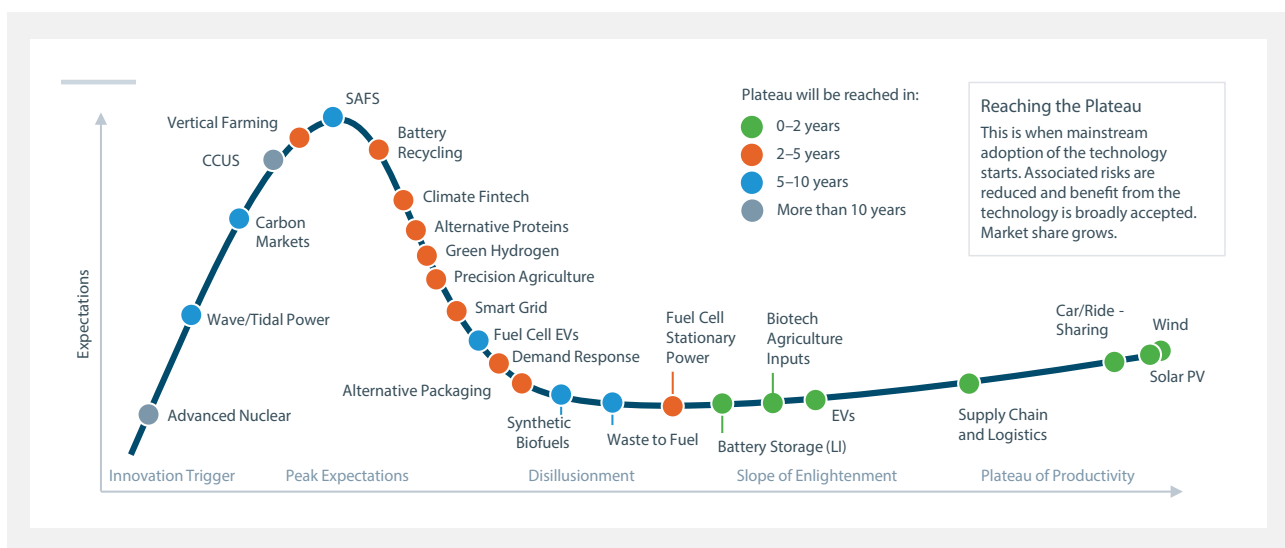 SAFS
Vertical Farming
Battery
Recycling
CCUS
Climate Fintech
Carbon
Markets
Alternative Proteins
Green Hydrogen
Precision Agriculture
Smart Grid
Wave/Tidal Power
Fuel Cell EVs
Demand Response
Alternative Packaging
Advanced Nuclear
Synthetic
Biofuels
Waste to Fuel
Fuel Cell
Stationary
Power
Battery Storage (LI)
Biotech
Agriculture
Inputs
EVs
Supply Chain
and Logistics
Car/Ride -
Sharing
Wind
Solar PV
Plateau will be reached in:
0–2 years
2–5 years
5–10 years
More than 10 years
Reaching the Plateau
This is when mainstream
adoption of the technology
starts. Associated risks are
reduced and benefit from the
technology is broadly accepted.
Market share grows.
Expectations
Innovation Trigger
Peak Expectations
Disillusionment
Slope of Enlightenment
Plateau of Productivity